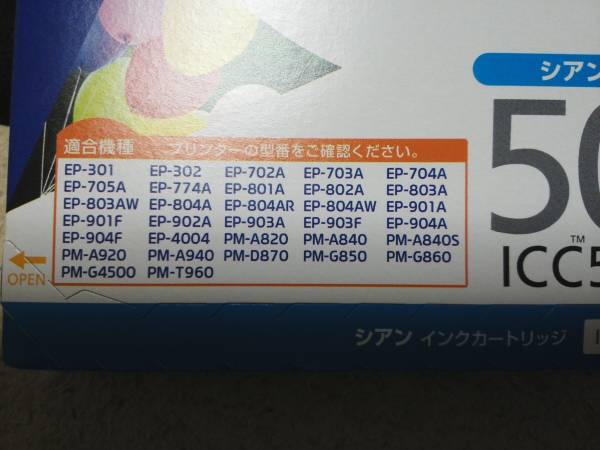 シアン
50
適合機種 プリンターの型番をご確認ください。
EP-301 EP-302 EP-702A EP-703A EP-704A
EP-705A EP-774A EP-801A EP-802A EP-803A
EP-803AW EP-804A EP-804AR EP-804AW EP-901A
EP-901F EP-902A EP-903A EP-903F EP-904A
EP-904F EP-4004 PM-A820 PM-A840 PM-A840S
PM-A920 PM-A940 PM-D870 PM-G850 PM-G860
PM-G4500 PM-T960
OPEN
ICC5
シアン インクカートリッジ